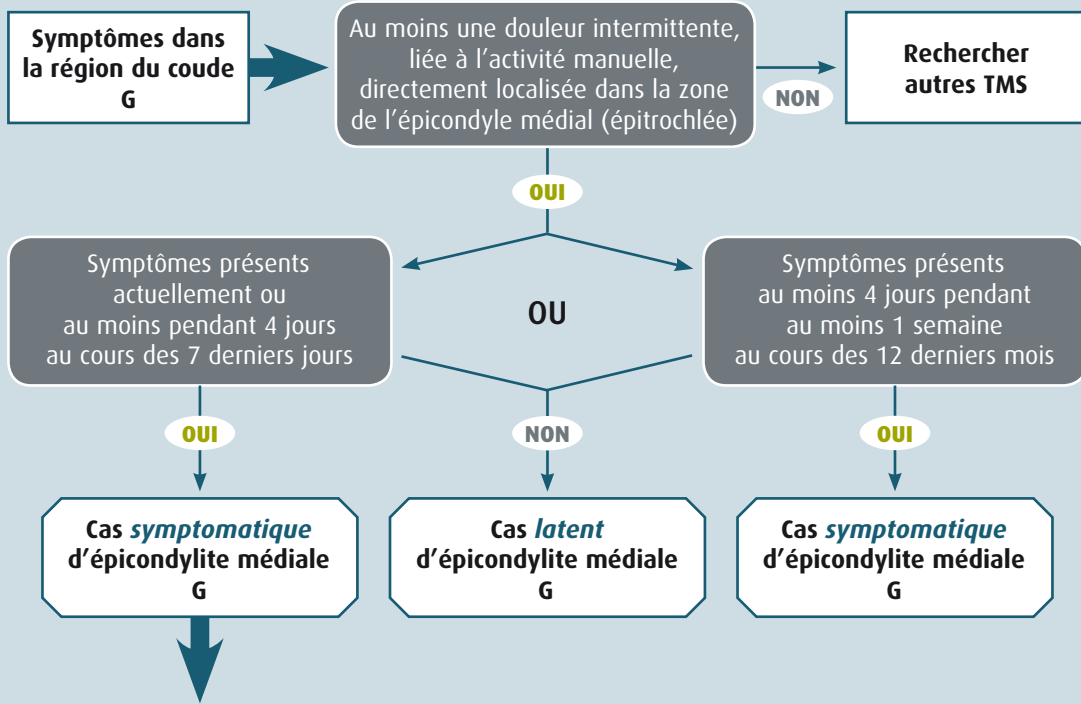 Symptômes dans
la région du coude
G
Au moins une douleur intermittente,
liée à l'activité manuelle,
directement localisée dans la zone
de l'épicondyle médial (épitrochlée)
NON
Rechercher
autres TMS
OUI
Symptômes présents
actuellement ou
au moins pendant 4 jours
au cours des 7 derniers jours
OU
Symptômes présents
au moins 4 jours pendant
au moins 1 semaine
au cours des 12 derniers mois
OUI
NON
OUI
Cas symptomatique
d'épicondylite médiale
G
Cas latent
d'épicondylite médiale
G
Cas symptomatique
d'épicondylite médiale
G